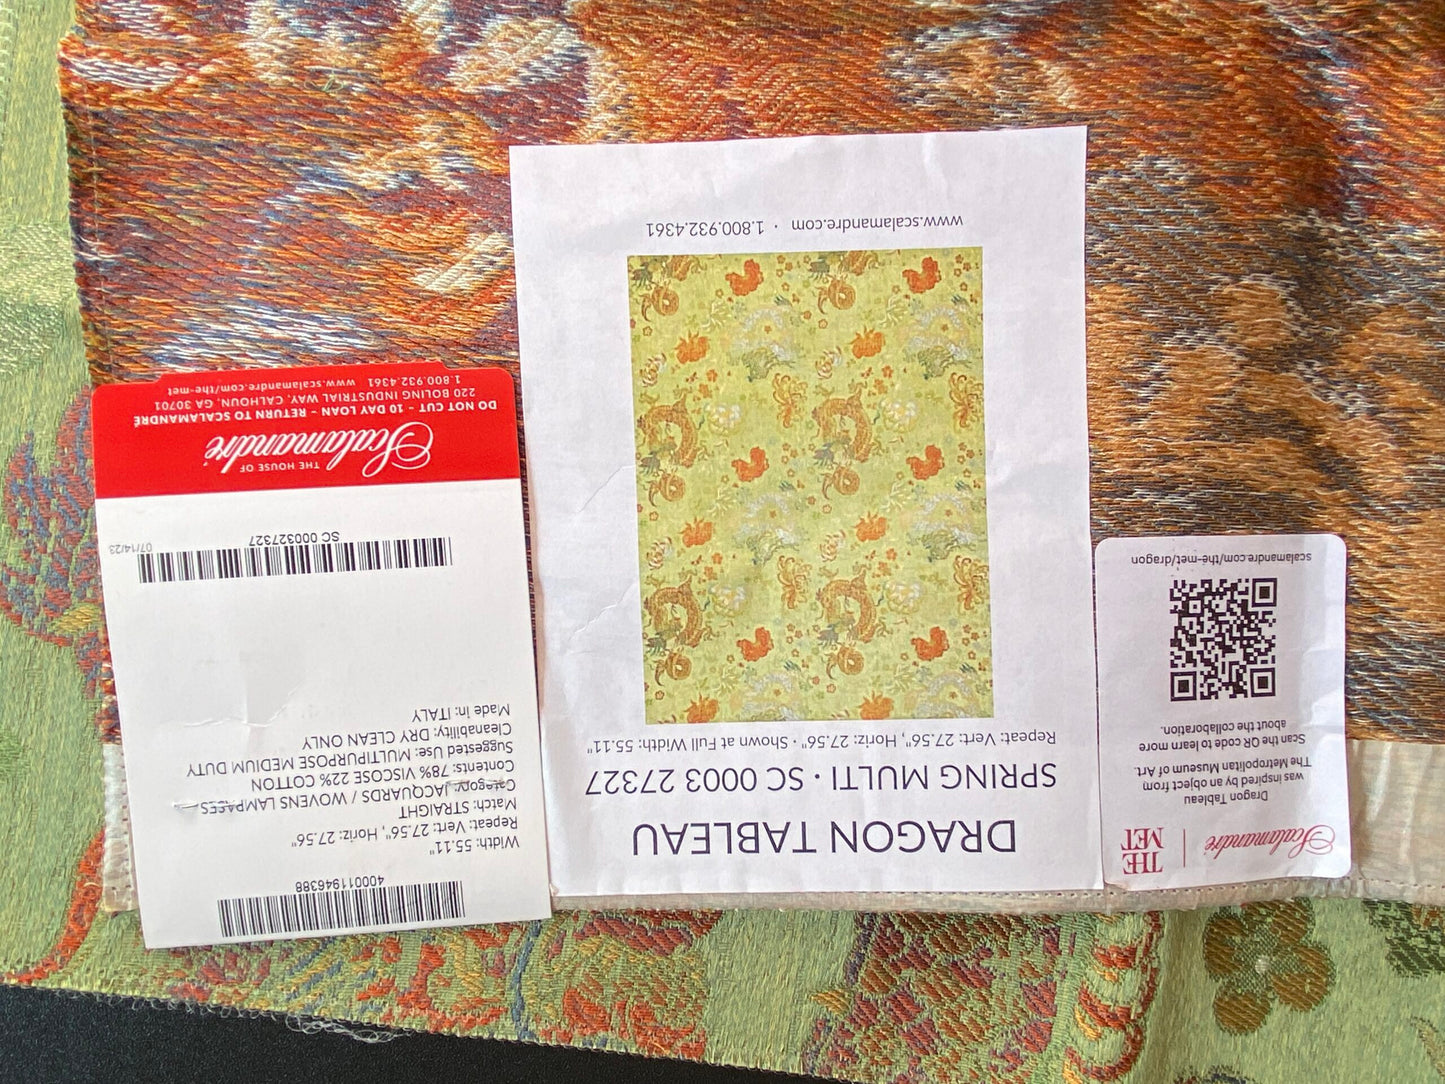 Scalamandré | THE
MET
Dragon Tableau
was inspired by an object from
The Metropolitan Museum of Art.
Scan the QR code to learn more
about the collaboration.
scalamandre.com/the-met/dragon
DRAGON TABLEAU
SPRING MULTI · SC 0003 27327
Repeat: Vert: 27.56", Horiz: 27.56" · Shown at Full Width: 55.11"
www.scalamandre.com · 1.800.932.4361
400011946388
Width: 55.11"
Repeat: Vert: 27.56", Horiz: 27.56"
Match: STRAIGHT
Category: JACQUARDS / WOVENS LAMPASES
Contents: 78% VISCOSE 22% COTTON
Suggested Use: MULTIPURPOSE MEDIUM DUTY
Cleanability: DRY CLEAN ONLY
Made in: ITALY
SC 000327327
07/14/23
THE HOUSE OF
Scalamandré
DO NOT CUT - 10 DAY LOAN - RETURN TO SCALAMANDRÉ
220 BOLING INDUSTRIAL WAY, CALHOUN, GA 30701
1.800.932.4361 www.scalamandre.com/the-met